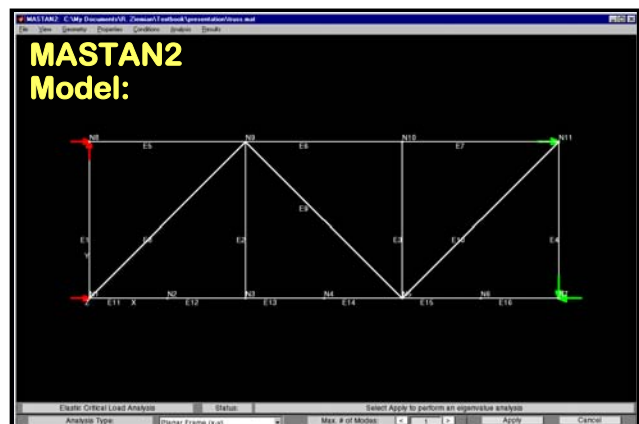 MASTAN2: C:\My Documents\R. Ziemian\Textbook\presentation\truss.mat
File View Geometry Properties Conditions Analysis Results
MASTAN2
Model:
N8 N9 N10 N11
E5 E6 E7
E9
E1 E8 E2 E3 E10 E4
Y
N1 N2 N3 N4 N5 N6 N7
Z E11 X E12 E13 E14 E15 E16
Elastic Critical Load Analysis Status: Select Apply to perform an eigenvalue analysis
Analysis Type: Planar Frame (x-y) Max. # of Modes: < 1 > Apply Cancel